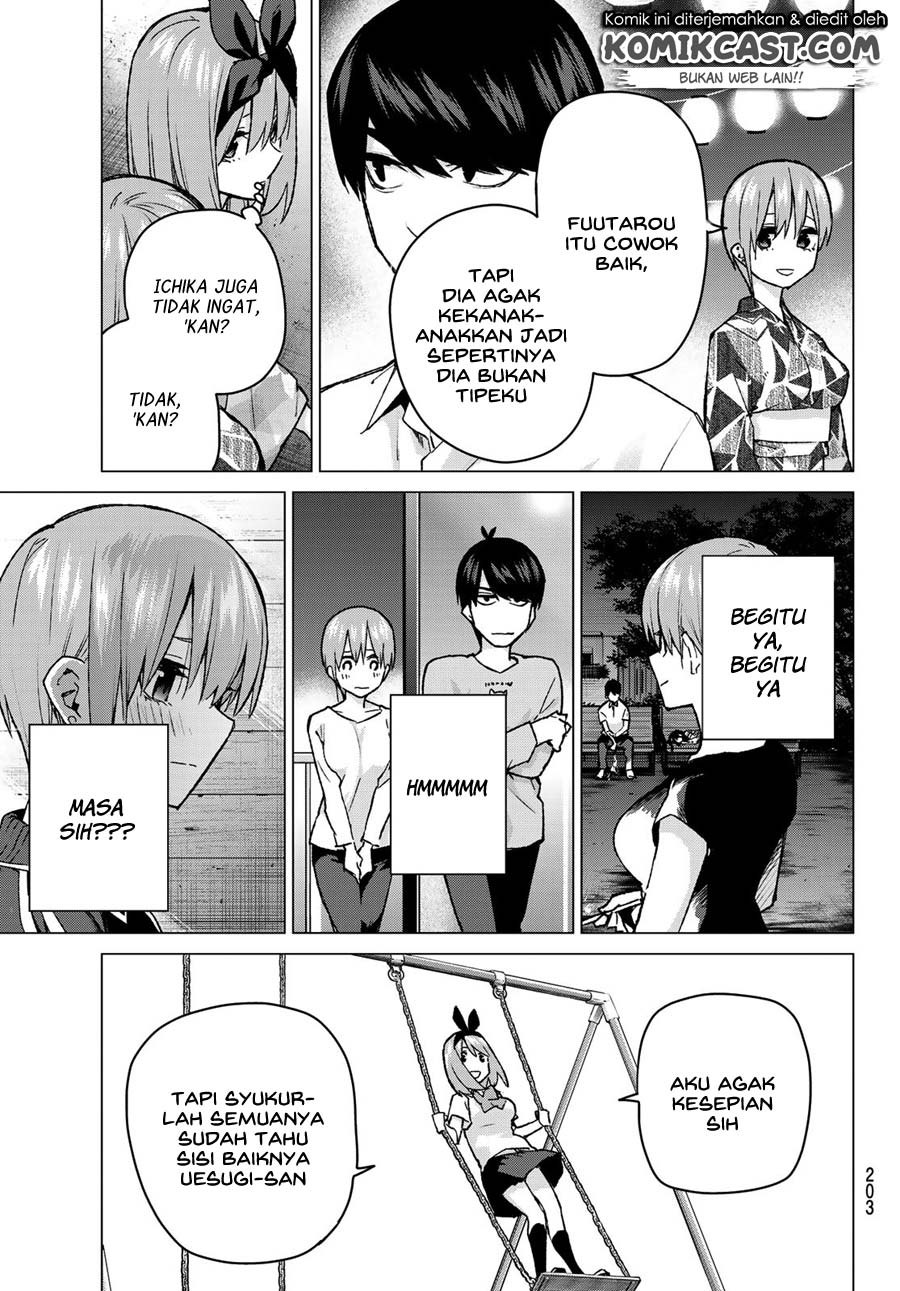 Komik ini diterjemahkan & diedit oleh
KOMIKCAST.COM
BUKAN WEB LAIN!!
FUUTAROU
ITU COWOK
BAIK,
TAPI
DIA AGAK
KEKANAK-
ANAKKAN JADI
SEPERTINYA
DIA BUKAN
TIPEKU
ICHIKA JUGA
TIDAK INGAT,
'KAN?
TIDAK,
'KAN?
BEGITU
YA,
BEGITU
YA
HMMMMM
MASA
SIH???
AKU AGAK
KESEPIAN
SIH
TAPI SYUKUR-
LAH SEMUANYA
SUDAH TAHU
SISI BAIKNYA
UESUGI-SAN
203